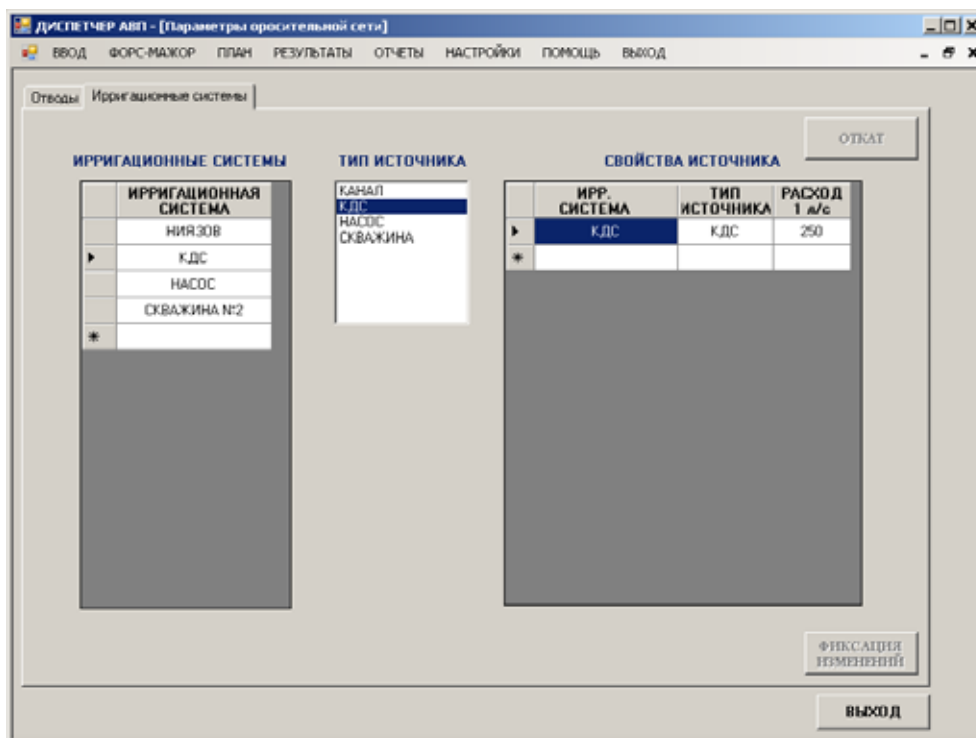 ДИСПЕТЧЕР АВП - [Параметры оросительной сети]
ВВОД ФОРС-МАЖОР ПЛАН РЕЗУЛЬТАТЫ ОТЧЕТЫ НАСТРОЙКИ ПОМОЩЬ ВЫХОД
Отводы Ирригационные системы
ОТКАТ
ИРРИГАЦИОННЫЕ СИСТЕМЫ
ИРРИГАЦИОННАЯ
СИСТЕМА
НИЯЗОВ
КДС
НАСОС
СКВАЖИНА №2
ТИП ИСТОЧНИКА
КАНАЛ
КДС
НАСОС
СКВАЖИНА
СВОЙСТВА ИСТОЧНИКА
ИРР. ТИП РАСХОД
СИСТЕМА ИСТОЧНИКА 1 л/с
КДС КДС 250
ФИКСАЦИЯ
ИЗМЕНЕНИЙ
ВЫХОД